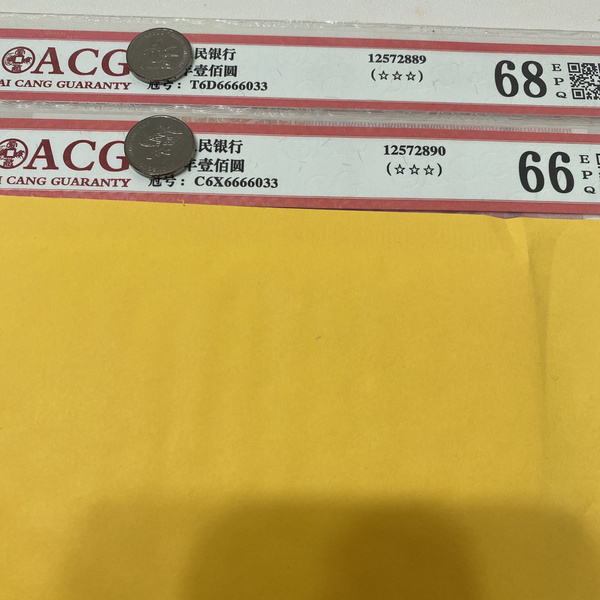 ACG
AI CANG GUARANTY
民银行
年壹佰圆
冠号： T6D6666033
12572889
(☆☆☆)
68
E
P
Q
ACG
I CANG GUARANTY
民银行
年壹佰圆
冠号： C6X6666033
12572890
(☆☆☆)
66
E
P
Q